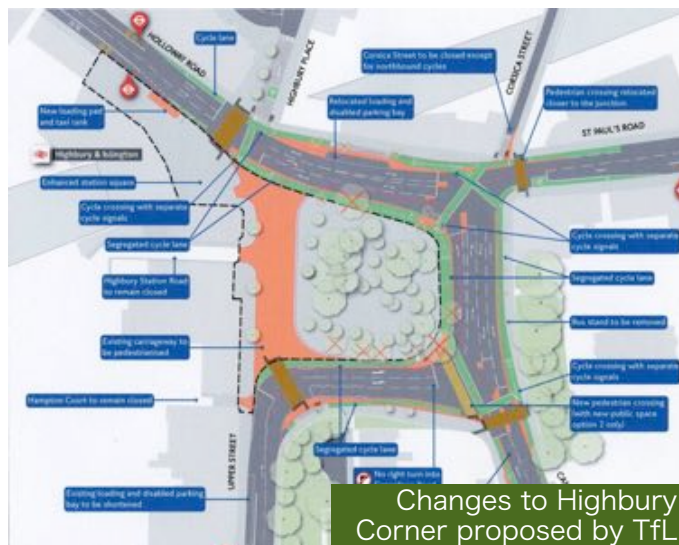 Cycle lane
HOLLOWAY ROAD
HIGHBURY PLACE
Corsica Street to be closed except
for northbound cycles
CORSICA STREET
Pedestrian crossing relocated
closer to the junction
New loading pad
and taxi rank
Relocated loading and
disabled parking bay
ST PAUL'S ROAD
Highbury & Islington
Enhanced station square
Cycle crossing with separate
cycle signals
Segregated cycle lane
Highbury Station Road
to remain closed
Cycle crossing with separate
cycle signals
Segregated cycle lane
Bus stand to be removed
Existing carriageway to
be pedestrianised
Cycle crossing with separate
cycle signals
Hampton Court to remain closed
New pedestrian crossing
(with new public space
option 2 only)
Segregated cycle lane
UPPER STREET
No right turn into
Existing loading and disabled parking
bay to be shortened
Changes to Highbury
Corner proposed by TfL